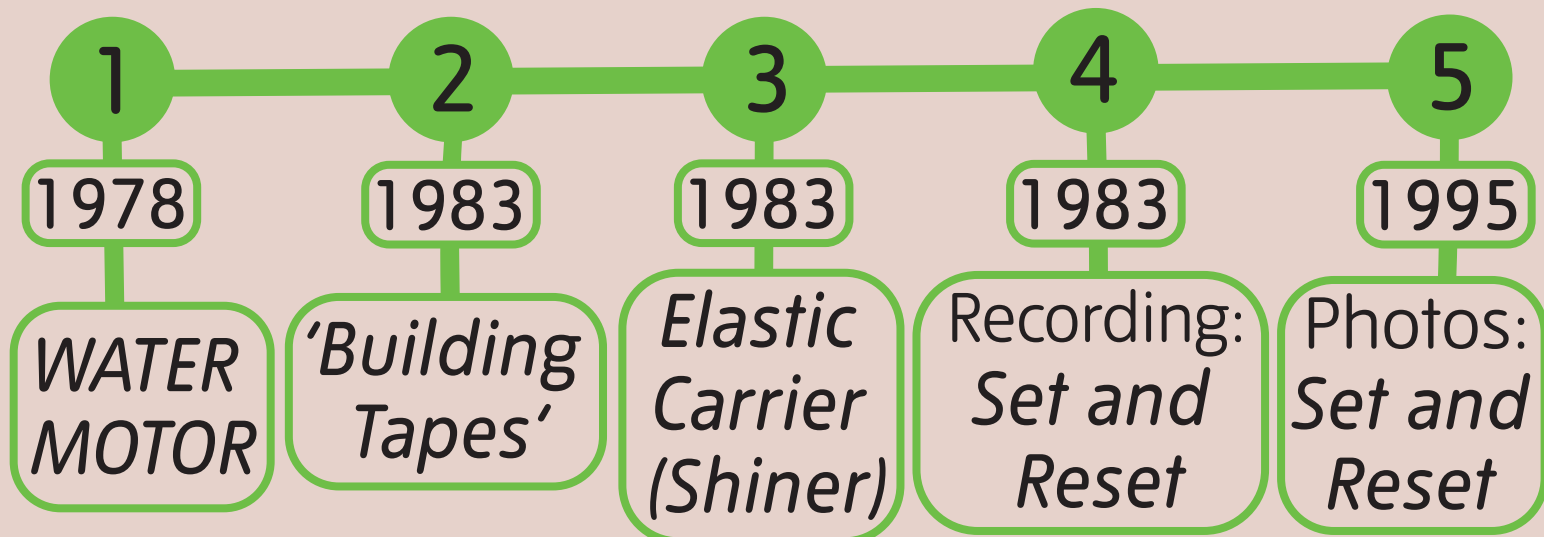 1
1978
WATER
MOTOR
2
1983
'Building
Tapes'
3
1983
Elastic
Carrier
(Shiner)
4
1983
Recording:
Set and
Reset
5
1995
Photos:
Set and
Reset